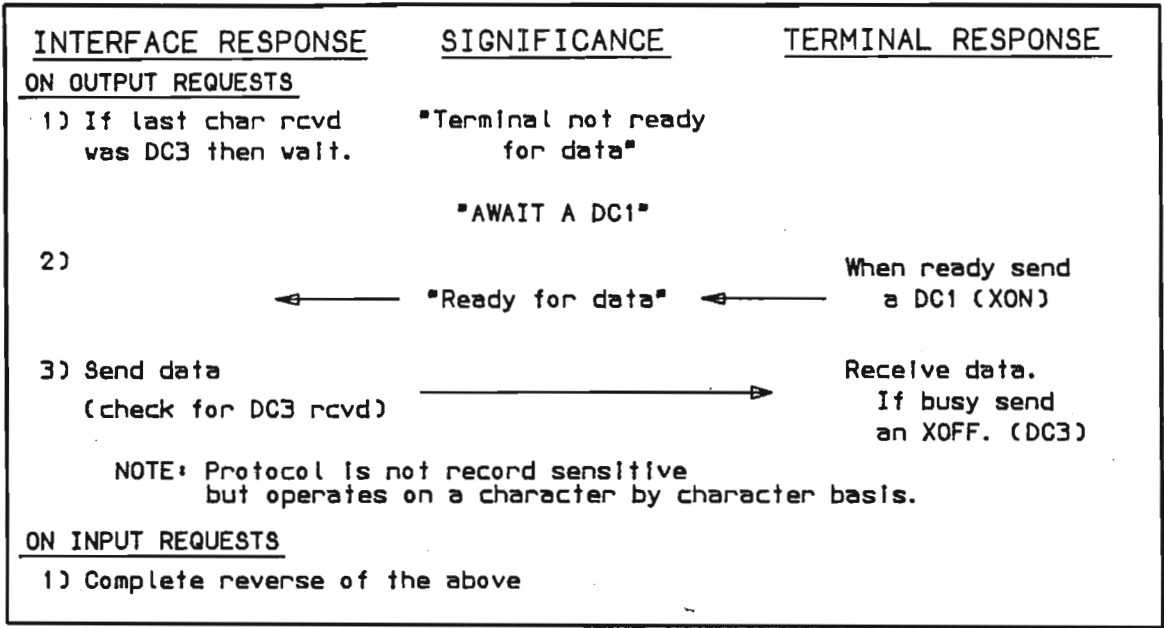 INTERFACE RESPONSE SIGNIFICANCE TERMINAL RESPONSE
ON OUTPUT REQUESTS
1) If last char rcvd "Terminal not ready
was DC3 then wait. for data"
"AWAIT A DC1"
2) When ready send
"Ready for data" a DC1 (XON)
3) Send data Receive data.
(check for DC3 rcvd) If busy send
an XOFF. (DC3)
NOTE: Protocol is not record sensitive
but operates on a character by character basis.
ON INPUT REQUESTS
1) Complete reverse of the above